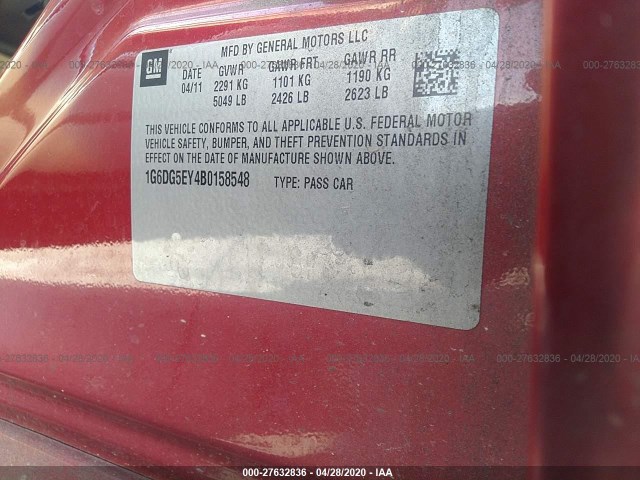 MFD BY GENERAL MOTORS LLC
GM
DATE GVWR GAWR FRT GAWR RR
04/11 2291 KG 1101 KG 1190 KG
5049 LB 2426 LB 2623 LB
THIS VEHICLE CONFORMS TO ALL APPLICABLE U.S. FEDERAL MOTOR
VEHICLE SAFETY, BUMPER, AND THEFT PREVENTION STANDARDS IN
EFFECT ON THE DATE OF MANUFACTURE SHOWN ABOVE.
1G6DG5EY4B0158548 TYPE: PASS CAR
000-27632836 - 04/28/2020 - IAA